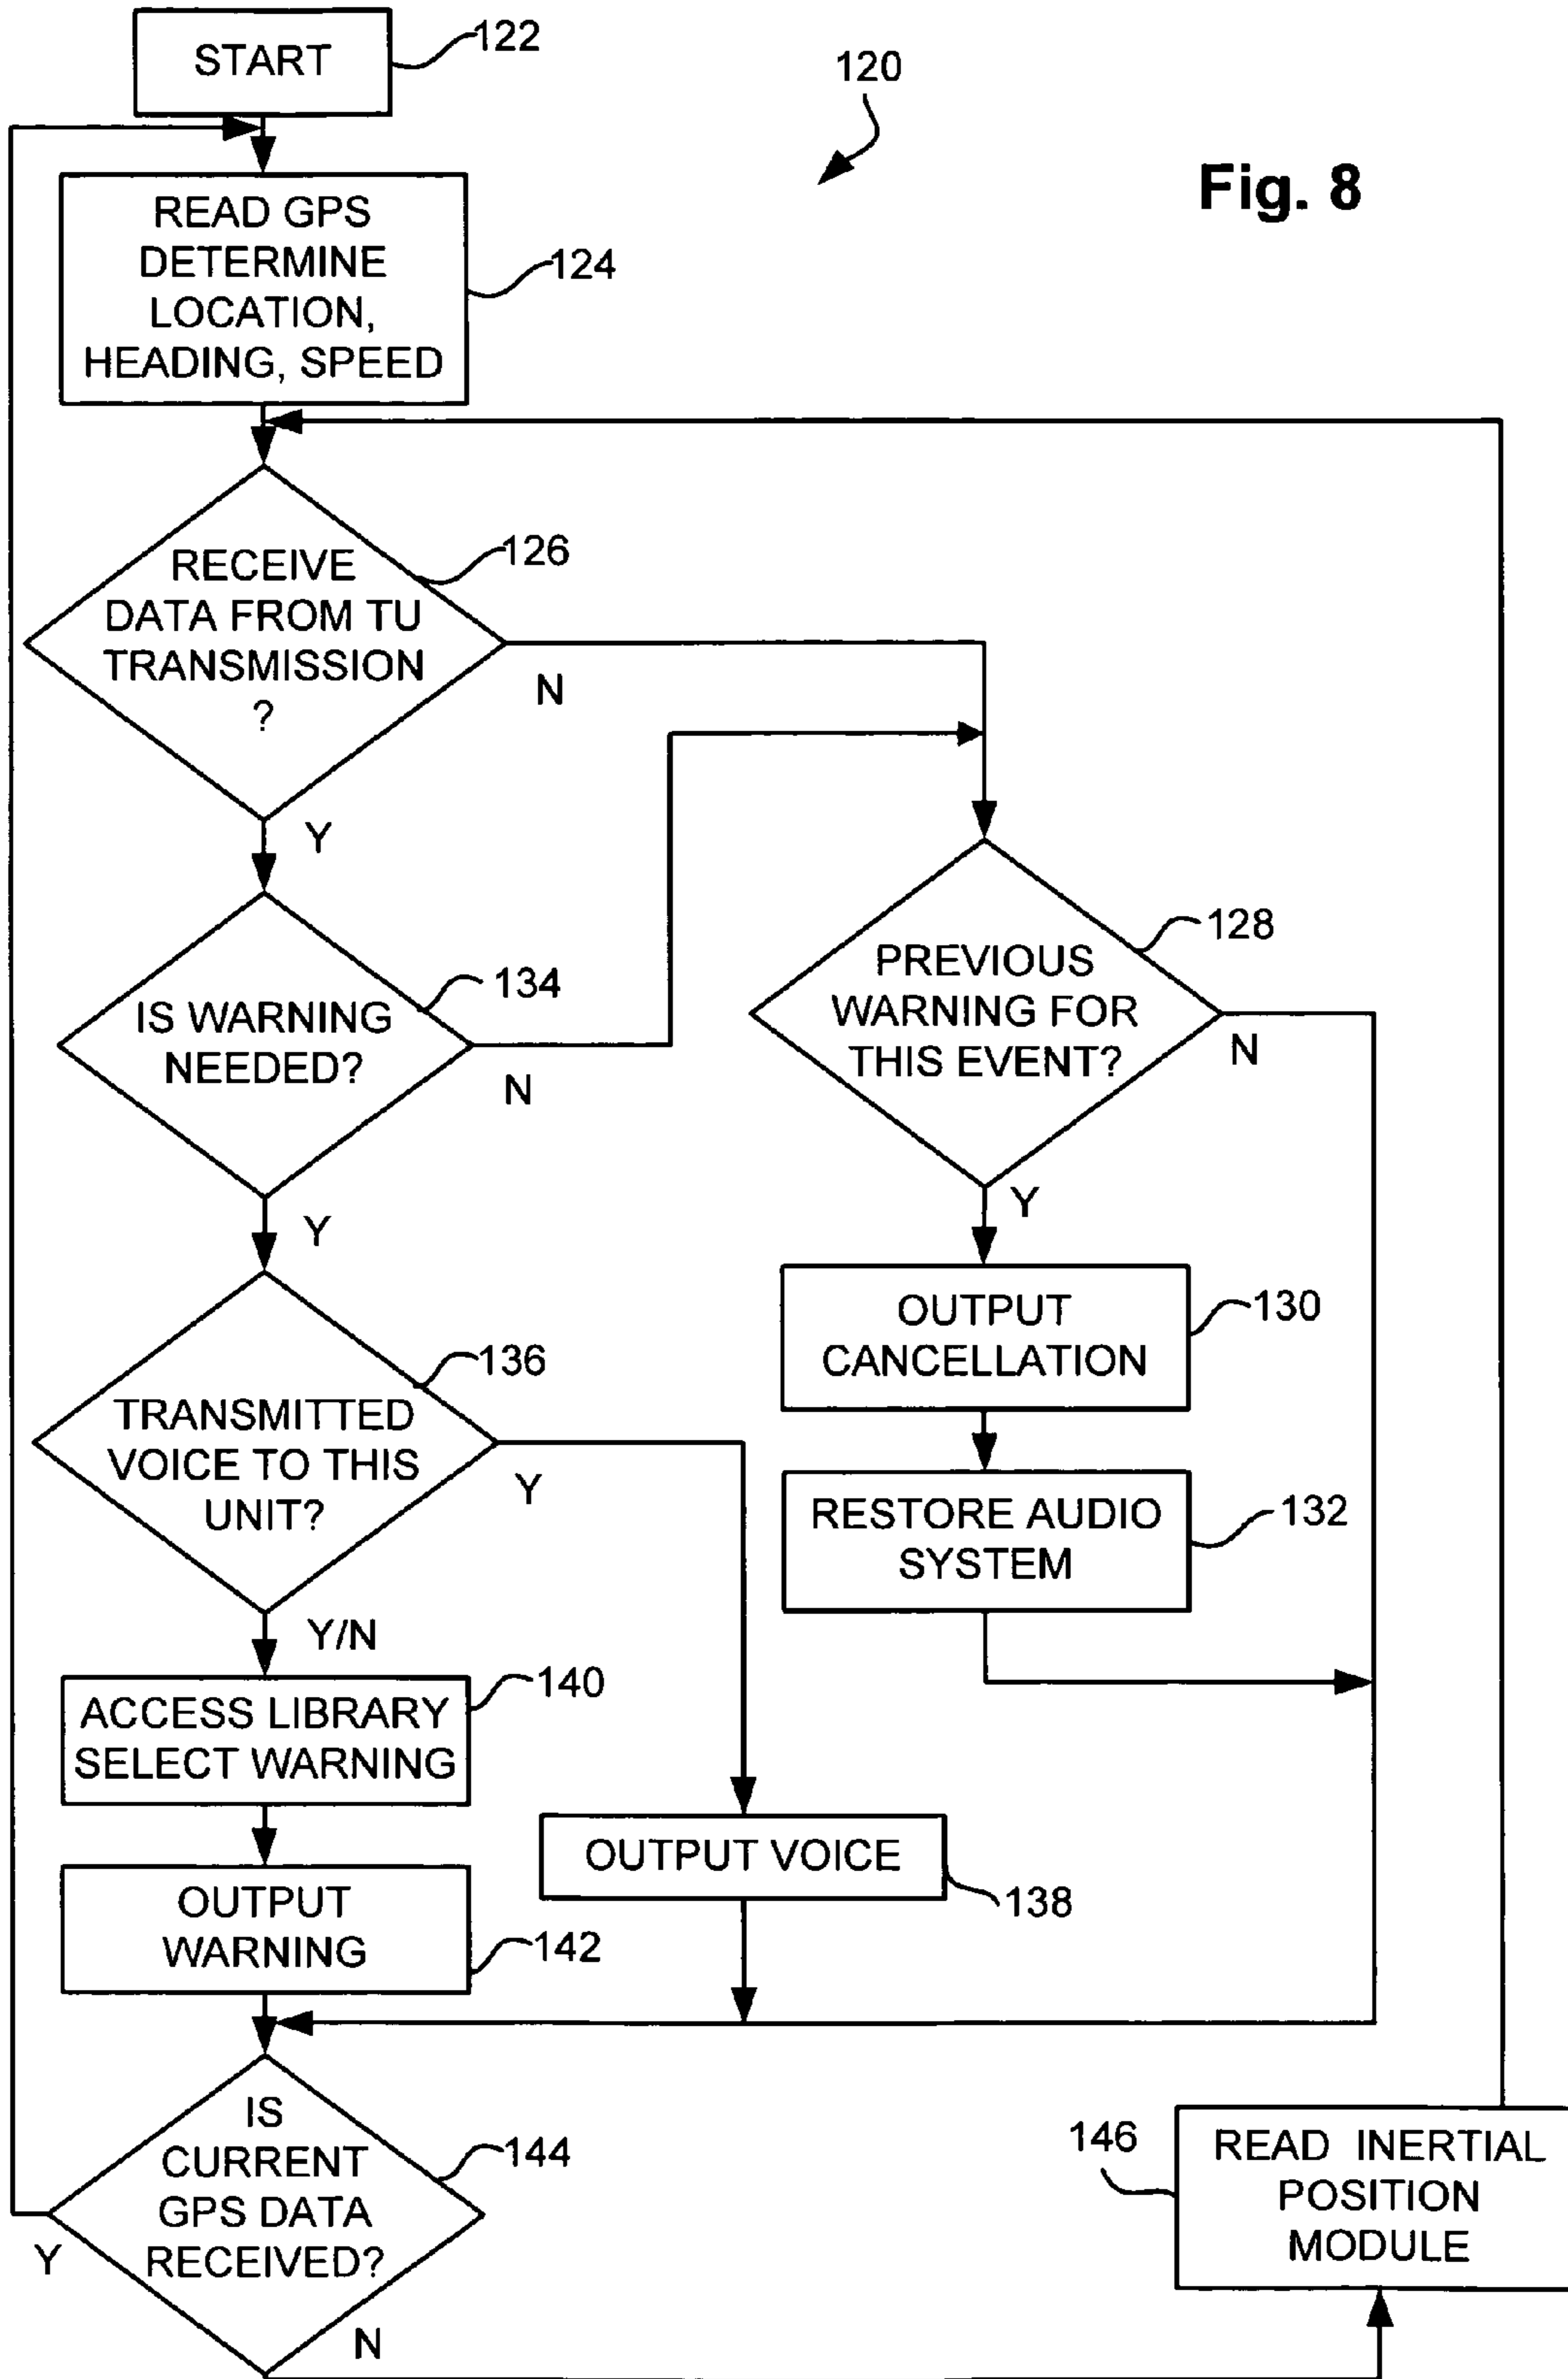 START
122
120
Fig. 8
READ GPS
DETERMINE
LOCATION,
HEADING, SPEED
124
RECEIVE
DATA FROM TU
TRANSMISSION
?
126
N
Y
IS WARNING
NEEDED?
134
N
Y
PREVIOUS
WARNING FOR
THIS EVENT?
128
N
Y
OUTPUT
CANCELLATION
130
RESTORE AUDIO
SYSTEM
132
TRANSMITTED
VOICE TO THIS
UNIT?
136
Y
Y/N
ACCESS LIBRARY
SELECT WARNING
140
OUTPUT VOICE
138
OUTPUT
WARNING
142
IS
CURRENT
GPS DATA
RECEIVED?
144
Y
N
146
READ INERTIAL
POSITION
MODULE